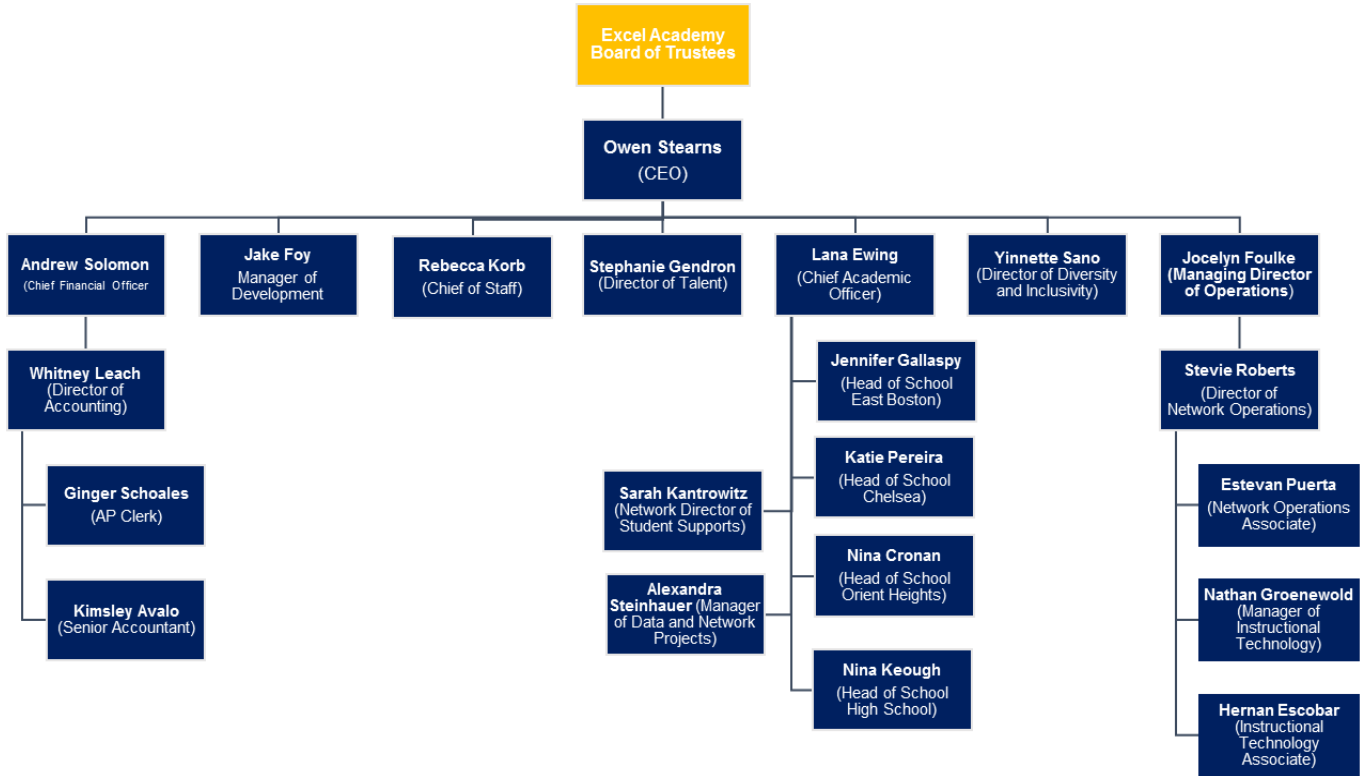 Excel Academy
Board of Trustees
Owen Stearns
(CEO)
Andrew Solomon
(Chief Financial Officer
Jake Foy
Manager of
Development
Rebecca Korb
(Chief of Staff)
Stephanie Gendron
(Director of Talent)
Lana Ewing
(Chief Academic
Officer)
Yinnette Sano
(Director of Diversity
and Inclusivity)
Jocelyn Foulke
(Managing Director
of Operations)
Whitney Leach
(Director of
Accounting)
Ginger Schoales
(AP Clerk)
Kimsley Avalo
(Senior Accountant)
Sarah Kantrowitz
(Network Director of
Student Supports)
Alexandra
Steinhauer (Manager
of Data and Network
Projects)
Jennifer Gallaspy
(Head of School
East Boston)
Katie Pereira
(Head of School
Chelsea)
Nina Cronan
(Head of School
Orient Heights)
Nina Keough
(Head of School
High School)
Stevie Roberts
(Director of
Network Operations)
Estevan Puerta
(Network Operations
Associate)
Nathan Groenewold
(Manager of
Instructional
Technology)
Hernan Escobar
(Instructional
Technology
Associate)